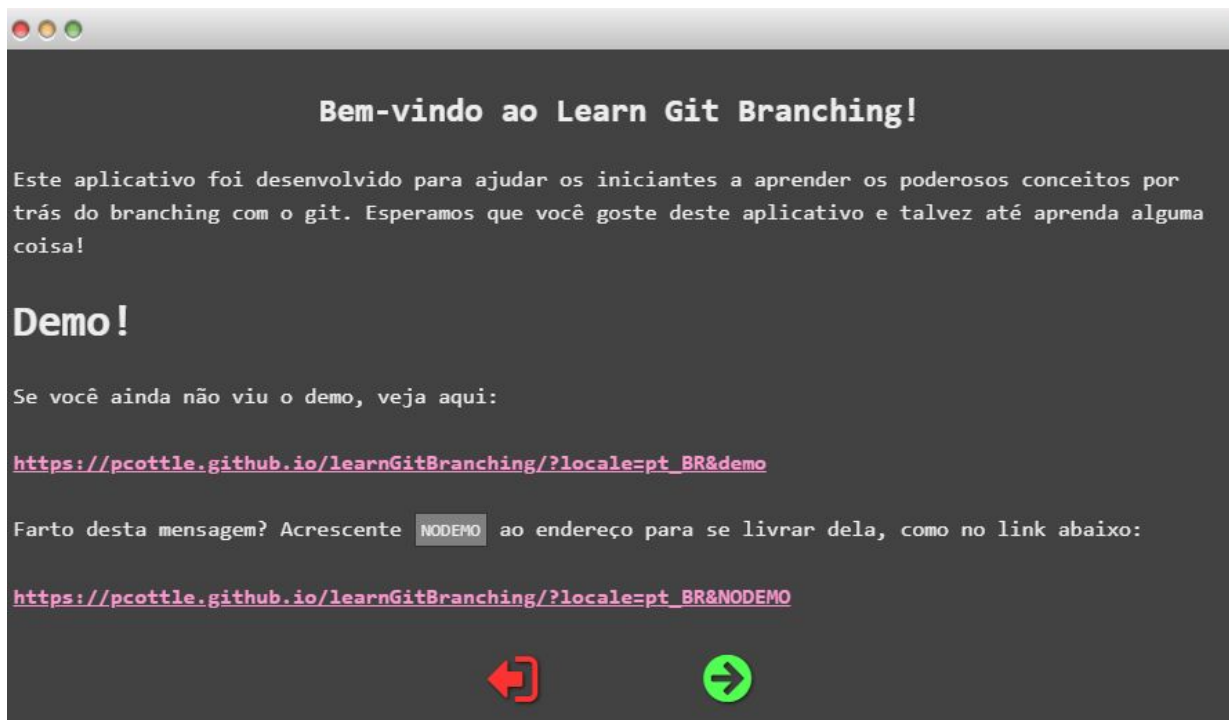 Bem-vindo ao Learn Git Branching!
Este aplicativo foi desenvolvido para ajudar os iniciantes a aprender os poderosos conceitos por
trás do branching com o git. Esperamos que você goste deste aplicativo e talvez até aprenda alguma
coisa!
Demo!
Se você ainda não viu o demo, veja aqui:
https://pcottle.github.io/learnGitBranching/?locale=pt_BR&demo
Farto desta mensagem? Acrescente NODEMO ao endereço para se livrar dela, como no link abaixo:
https://pcottle.github.io/learnGitBranching/?locale=pt_BR&NODEMO